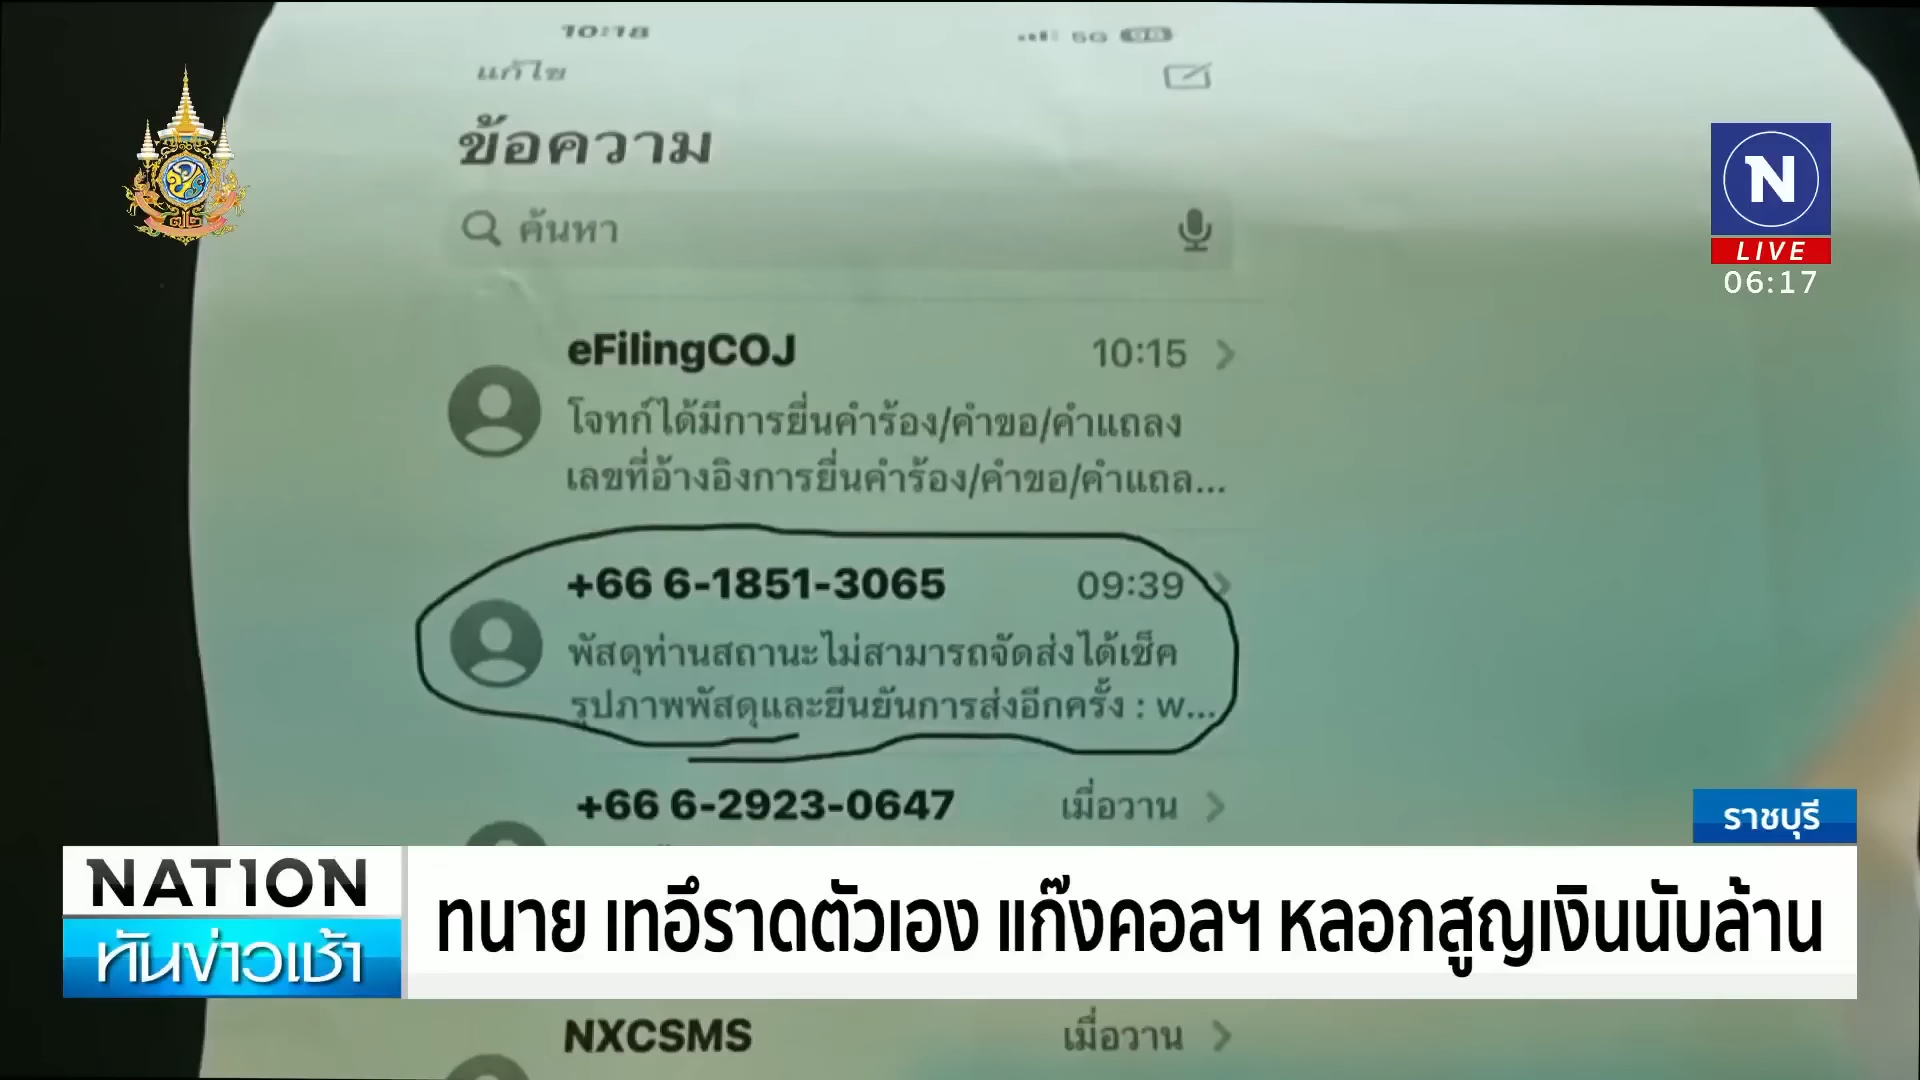 10:18
5G
แก้ไข
ข้อความ
ค้นหา
N
LIVE
06:17
eFilingCOJ
10:15
โจทก์ได้มีการยื่นคำร้อง/คำขอ/คำแถลง
เลขที่อ้างอิงการยื่นคำร้อง/คำขอ/คำแถล...
+66 6-1851-3065
09:39
พัสดุท่านสถานะไม่สามารถจัดส่งได้เช็ค
รูปภาพพัสดุและยืนยันการส่งอีกครั้ง : w...
+66 6-2923-0647
เมื่อวาน
ราชบุรี
NATION
ทันข่าวเช้า
ทนาย เทอึราดตัวเอง แก๊งคอลฯ หลอกสูญเงินนับล้าน
NXCSMS
เมื่อวาน